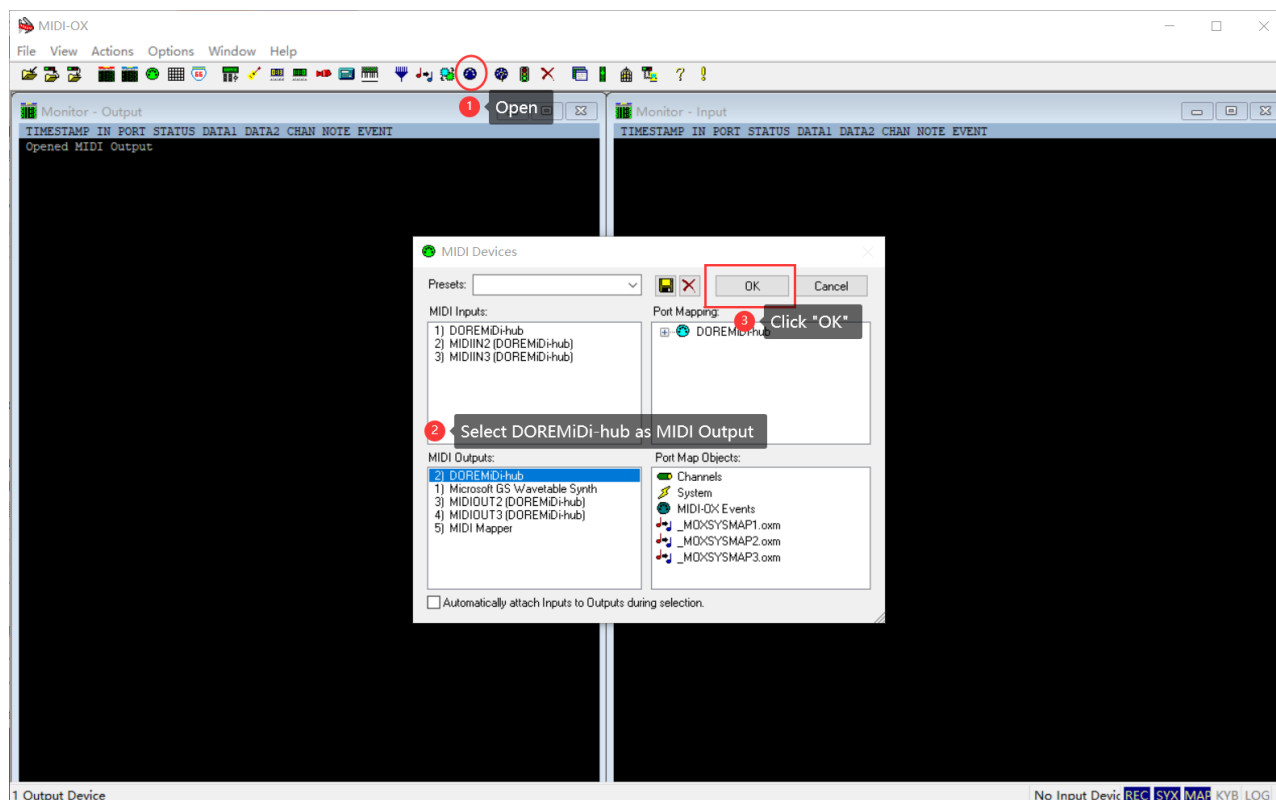 MIDI-OX
File View Actions Options Window Help
1 Open
Monitor - Output
TIMESTAMP IN PORT STATUS DATA1 DATA2 CHAN NOTE EVENT
Opened MIDI Output
Monitor - Input
TIMESTAMP IN PORT STATUS DATA1 DATA2 CHAN NOTE EVENT
MIDI Devices
Presets:
OK
Cancel
MIDI Inputs:
1) DOREMiDi-hub
2) MIDIIN2 (DOREMiDi-hub)
3) MIDIIN3 (DOREMiDi-hub)
Port Mapping:
DOREMiDi-hub
3 Click "OK"
2 Select DOREMiDi-hub as MIDI Output
MIDI Outputs:
2) DOREMiDi-hub
1) Microsoft GS Wavetable Synth
3) MIDIOUT2 (DOREMiDi-hub)
4) MIDIOUT3 (DOREMiDi-hub)
5) MIDI Mapper
Port Map Objects:
Channels
System
MIDI-OX Events
_MOXSYSMAP1.oxm
_MOXSYSMAP2.oxm
_MOXSYSMAP3.oxm
Automatically attach Inputs to Outputs during selection.
1 Output Device
No Input Devic REC SYX MAP KYB LOG